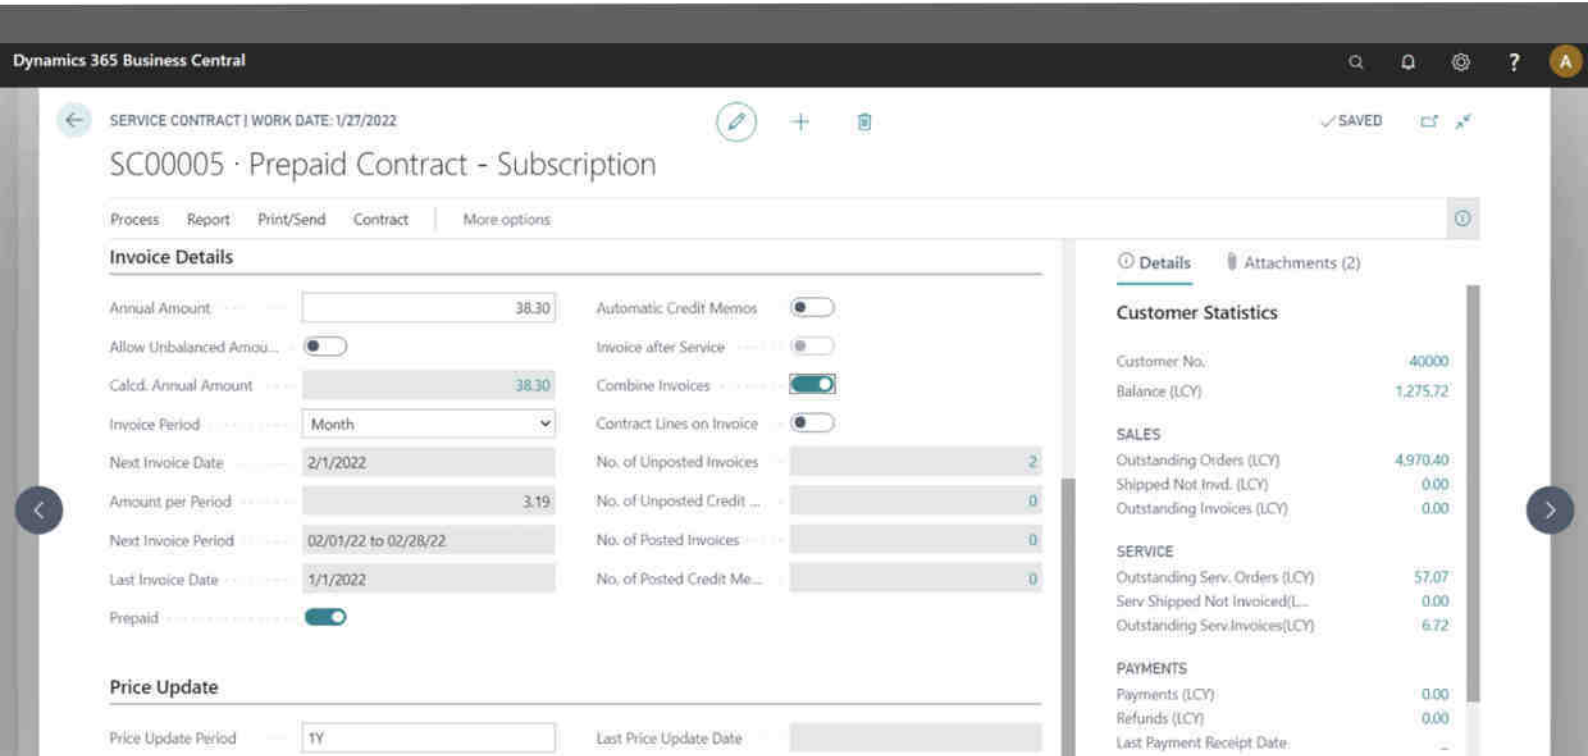 Dynamics 365 Business Central
? A
SERVICE CONTRACT | WORK DATE: 1/27/2022
SAVED
SC00005 · Prepaid Contract - Subscription
Process Report Print/Send Contract More options
Invoice Details
Annual Amount 38.30
Allow Unbalanced Amou...
Calcd. Annual Amount 38.30
Invoice Period Month
Next Invoice Date 2/1/2022
Amount per Period 3.19
Next Invoice Period 02/01/22 to 02/28/22
Last Invoice Date 1/1/2022
Prepaid
Automatic Credit Memos
Invoice after Service
Combine Invoices
Contract Lines on Invoice
No. of Unposted Invoices 2
No. of Unposted Credit ... 0
No. of Posted Invoices 0
No. of Posted Credit Me... 0
Price Update
Price Update Period 1Y
Last Price Update Date
Details Attachments (2)
Customer Statistics
Customer No. 40000
Balance (LCY) 1,275.72
SALES
Outstanding Orders (LCY) 4,970.40
Shipped Not Invd. (LCY) 0.00
Outstanding Invoices (LCY) 0.00
SERVICE
Outstanding Serv. Orders (LCY) 57.07
Serv Shipped Not Invoiced(L... 0.00
Outstanding Serv.Invoices(LCY) 6.72
PAYMENTS
Payments (LCY) 0.00
Refunds (LCY) 0.00
Last Payment Receipt Date _